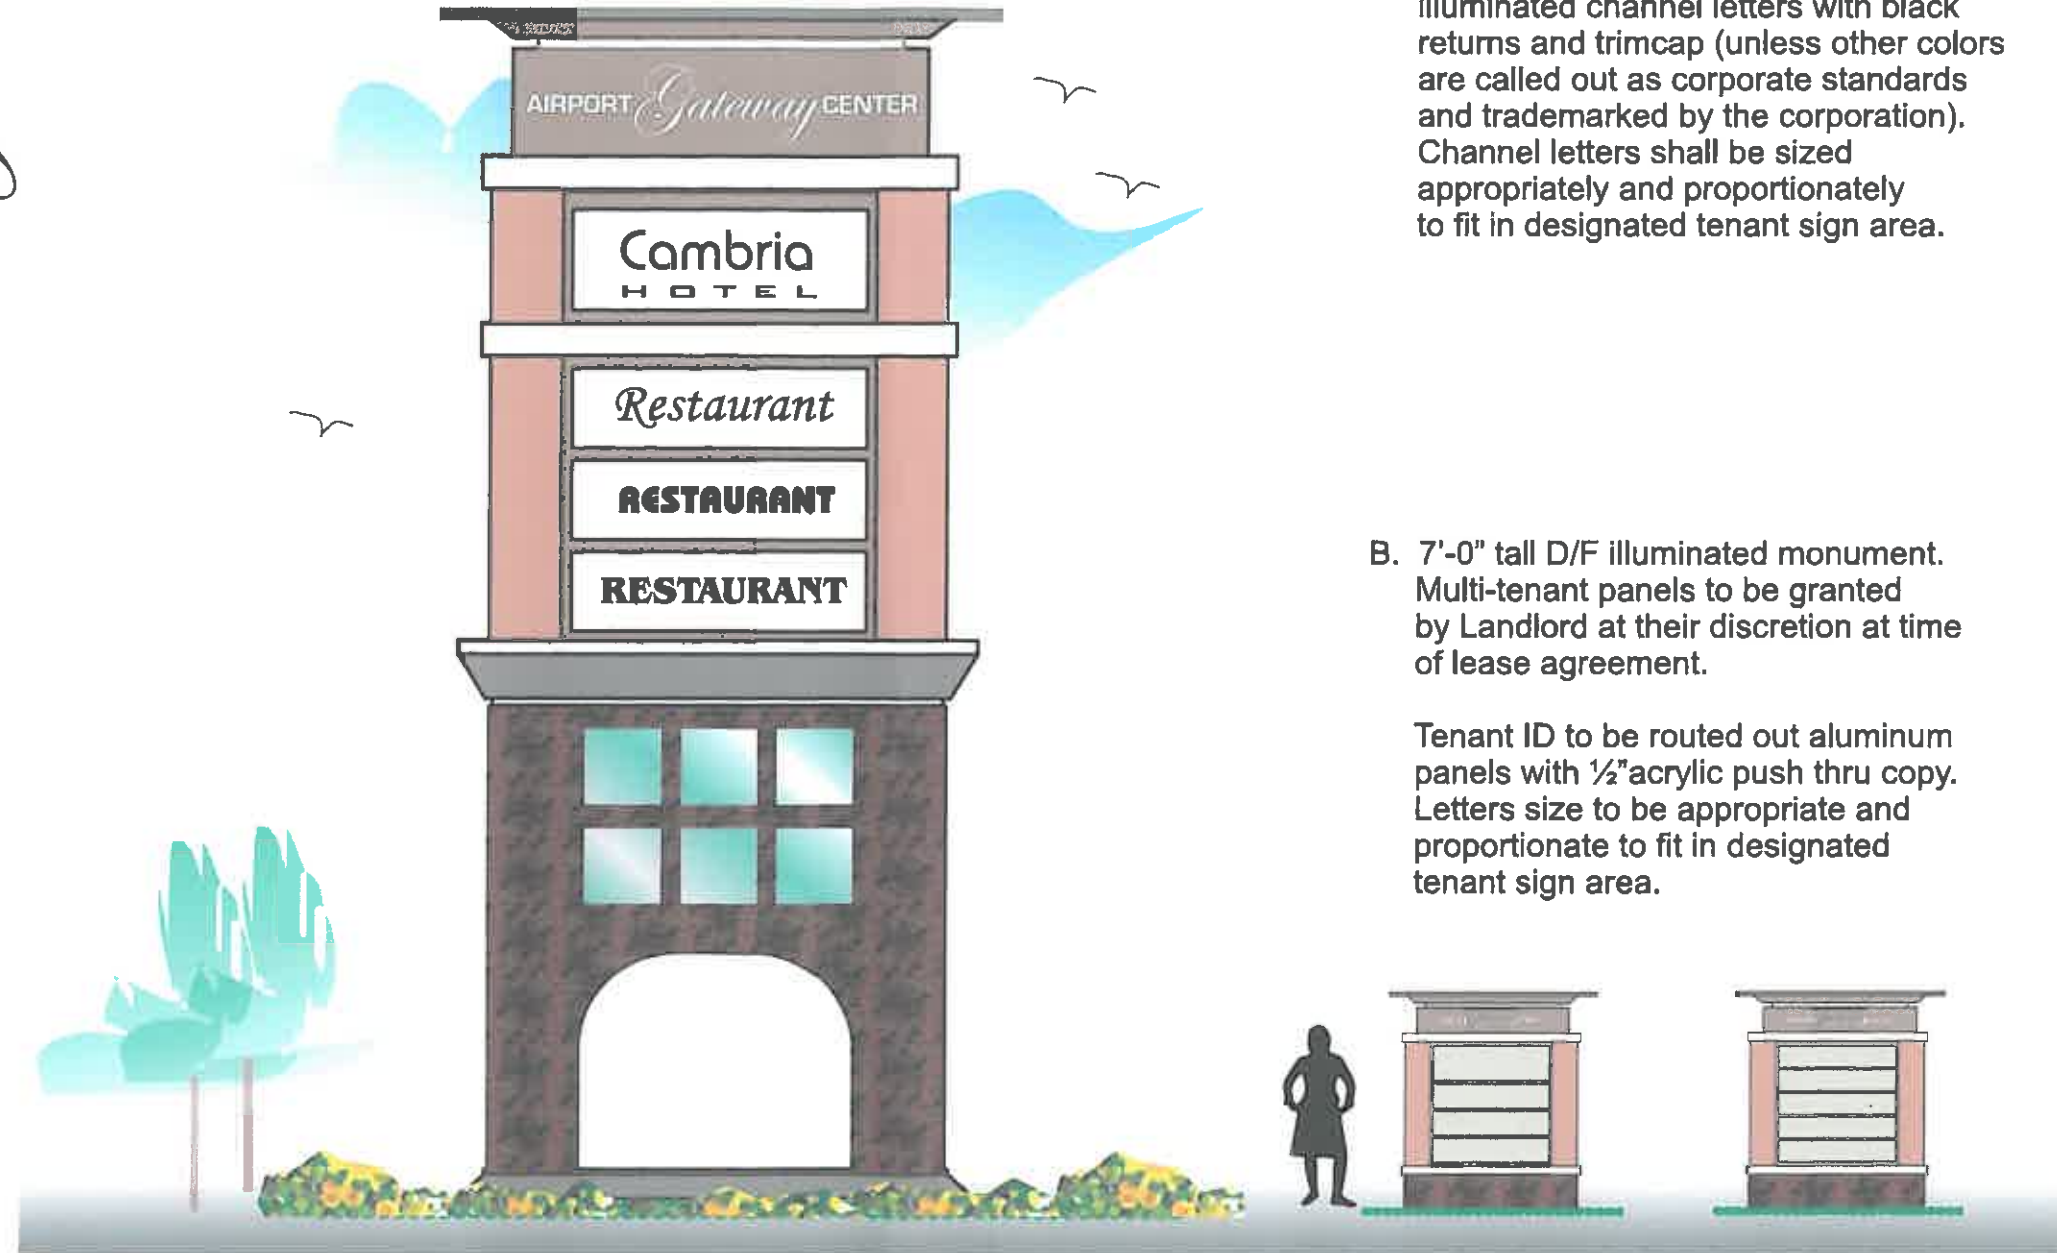 AIRPORT Gateway CENTER
Cambria
HOTEL
Restaurant
RESTAURANT
RESTAURANT
illuminated channel letters with black
returns and trimcap (unless other colors
are called out as corporate standards
and trademarked by the corporation).
Channel letters shall be sized
appropriately and proportionately
to fit in designated tenant sign area.
B. 7'-0" tall D/F illuminated monument.
Multi-tenant panels to be granted
by Landlord at their discretion at time
of lease agreement.
Tenant ID to be routed out aluminum
panels with ½"acrylic push thru copy.
Letters size to be appropriate and
proportionate to fit in designated
tenant sign area.